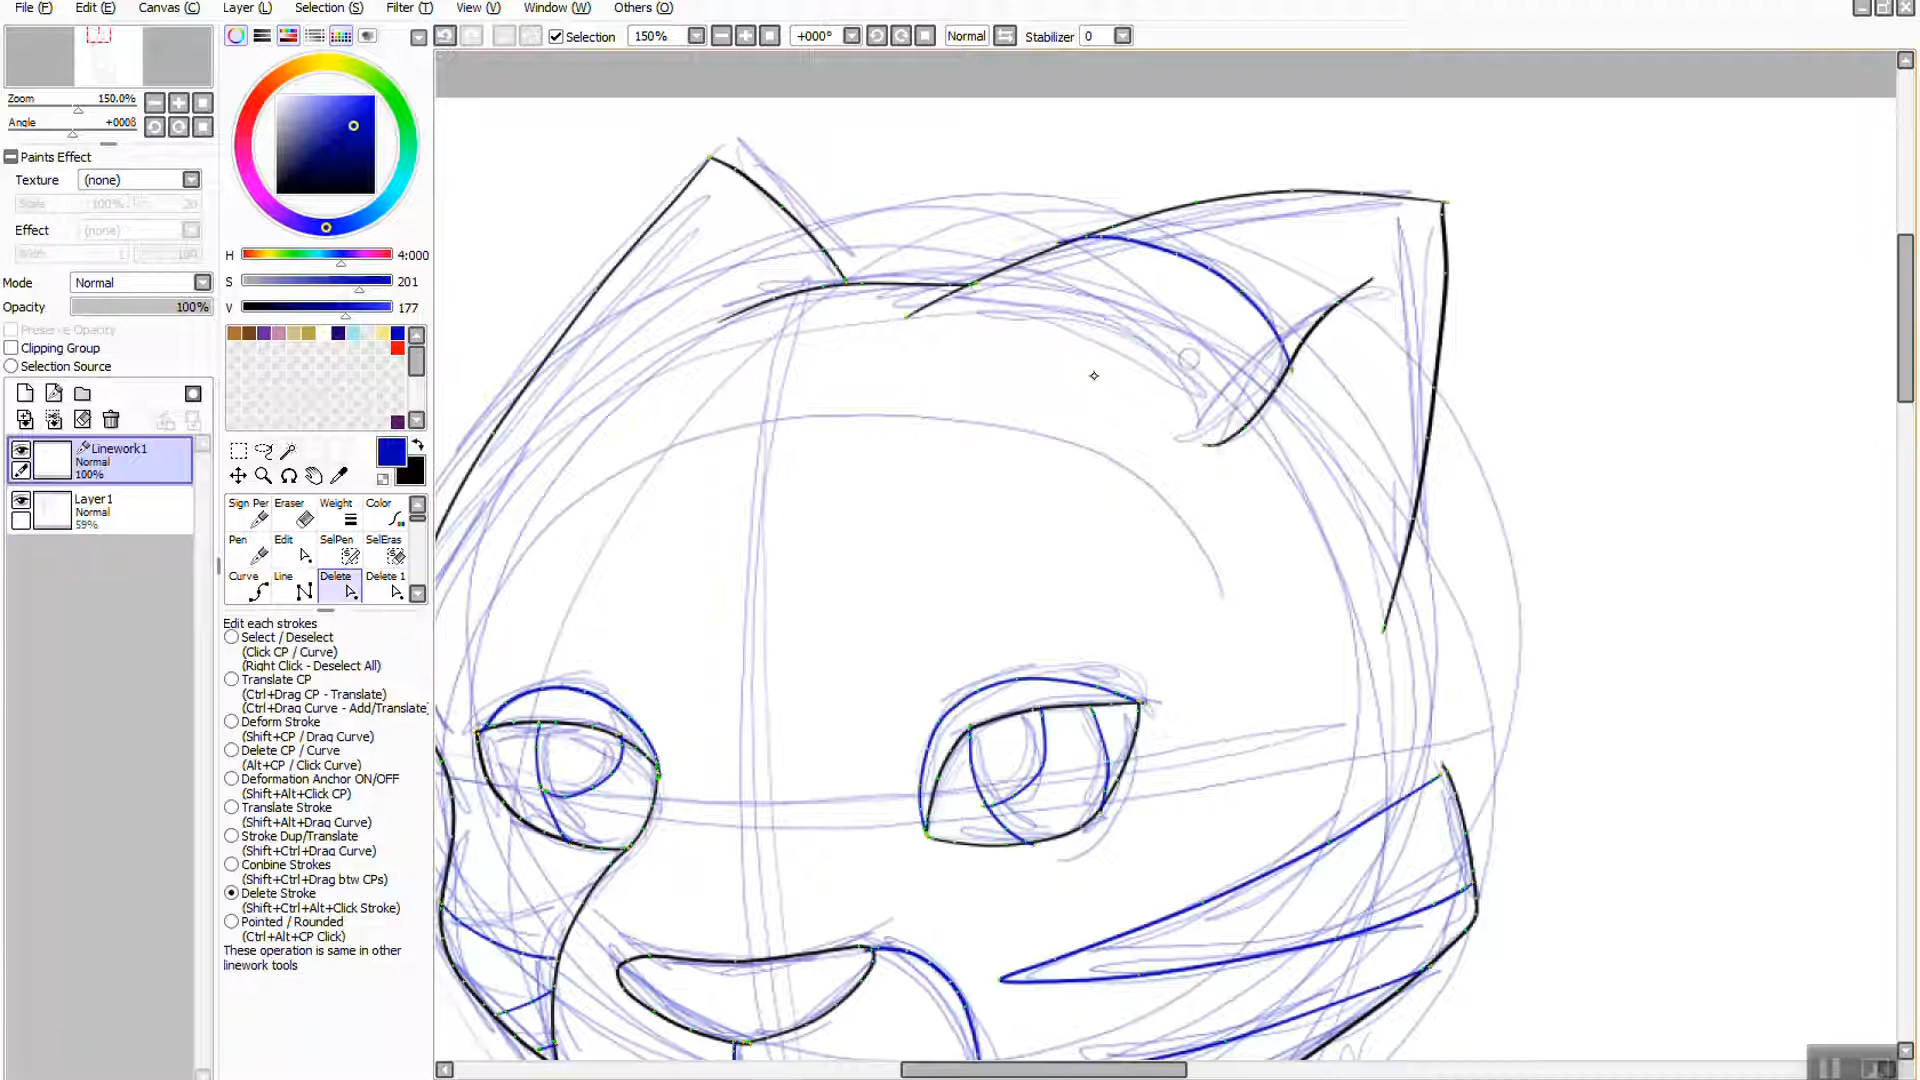 File (F) Edit (E) Canvas (C) Layer (L) Selection (S) Filter (T) View (V) Window (W) Others (O)
Selection 150% +000° Normal Stabilizer 0
Zoom 150.0%
Angle
Paints Effect
Texture (none)
Scale 100% 20
Effect (none)
Mode Normal
Opacity 100%
Preserve Opacity
Clipping Group
Selection Source
Linework1
Normal
100%
Layer1
Normal
59%
H 4:000
S 201
V 177
Sign Per Eraser Weight Color
Pen Edit SelPen SelEras
Curve Line Delete Delete 1
Edit each strokes
Select / Deselect
(Click CP / Curve)
(Right Click - Deselect All)
Translate CP
(Ctrl+Drag CP - Translate)
(Ctrl+Drag Curve - Add/Translate)
Deform Stroke
(Shift+CP / Drag Curve)
Delete CP / Curve
(Alt+CP / Click Curve)
Deformation Anchor ON/OFF
(Shift+Alt+Click CP)
Translate Stroke
(Shift+Alt+Drag Curve)
Stroke Dup/Translate
(Shift+Ctrl+Drag Curve)
Conbine Strokes
(Shift+Ctrl+Drag btw CPs)
Delete Stroke
(Shift+Ctrl+Alt+Click Stroke)
Pointed / Rounded
(Ctrl+Alt+CP Click)
These operation is same in other
linework tools